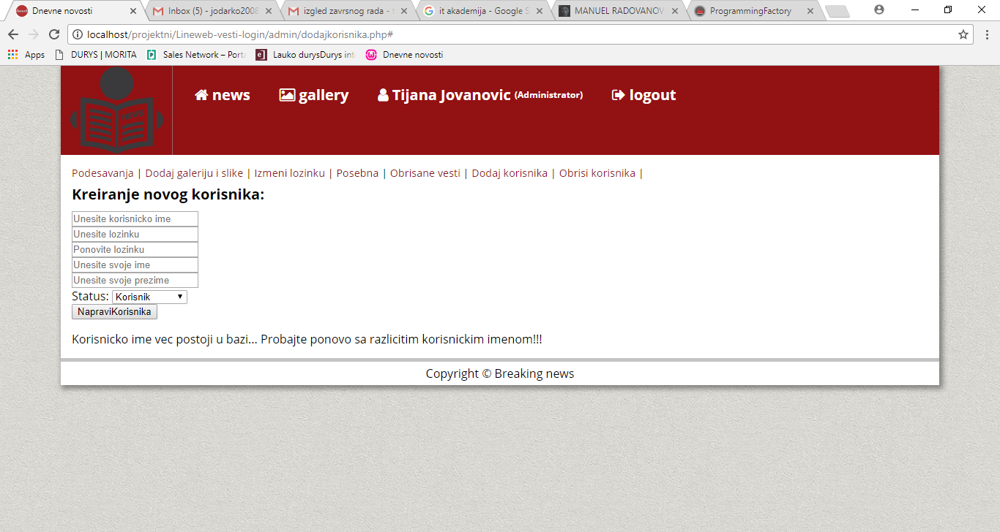 Dnevne novosti
Inbox (5) - jodarko2008
izgled zavrsnog rada -
it akademija - Google S
MANUEL RADOVANOV
ProgrammingFactory
localhost/projektni/Lineweb-vesti-login/admin/dodajkorisnika.php#
Apps
DURYS | MORITA
Sales Network – Porta
Lauko durysDurys int
Dnevne novosti
NEWS
news
gallery
Tijana Jovanovic (Administrator)
logout
Podesavanja | Dodaj galeriju i slike | Izmeni lozinku | Posebna | Obrisane vesti | Dodaj korisnika | Obrisi korisnika |
Kreiranje novog korisnika:
Unesite korisnicko ime
Unesite lozinku
Ponovite lozinku
Unesite svoje ime
Unesite svoje prezime
Status: Korisnik
NapraviKorisnika
Korisnicko ime vec postoji u bazi... Probajte ponovo sa razlicitim korisnickim imenom!!!
Copyright © Breaking news